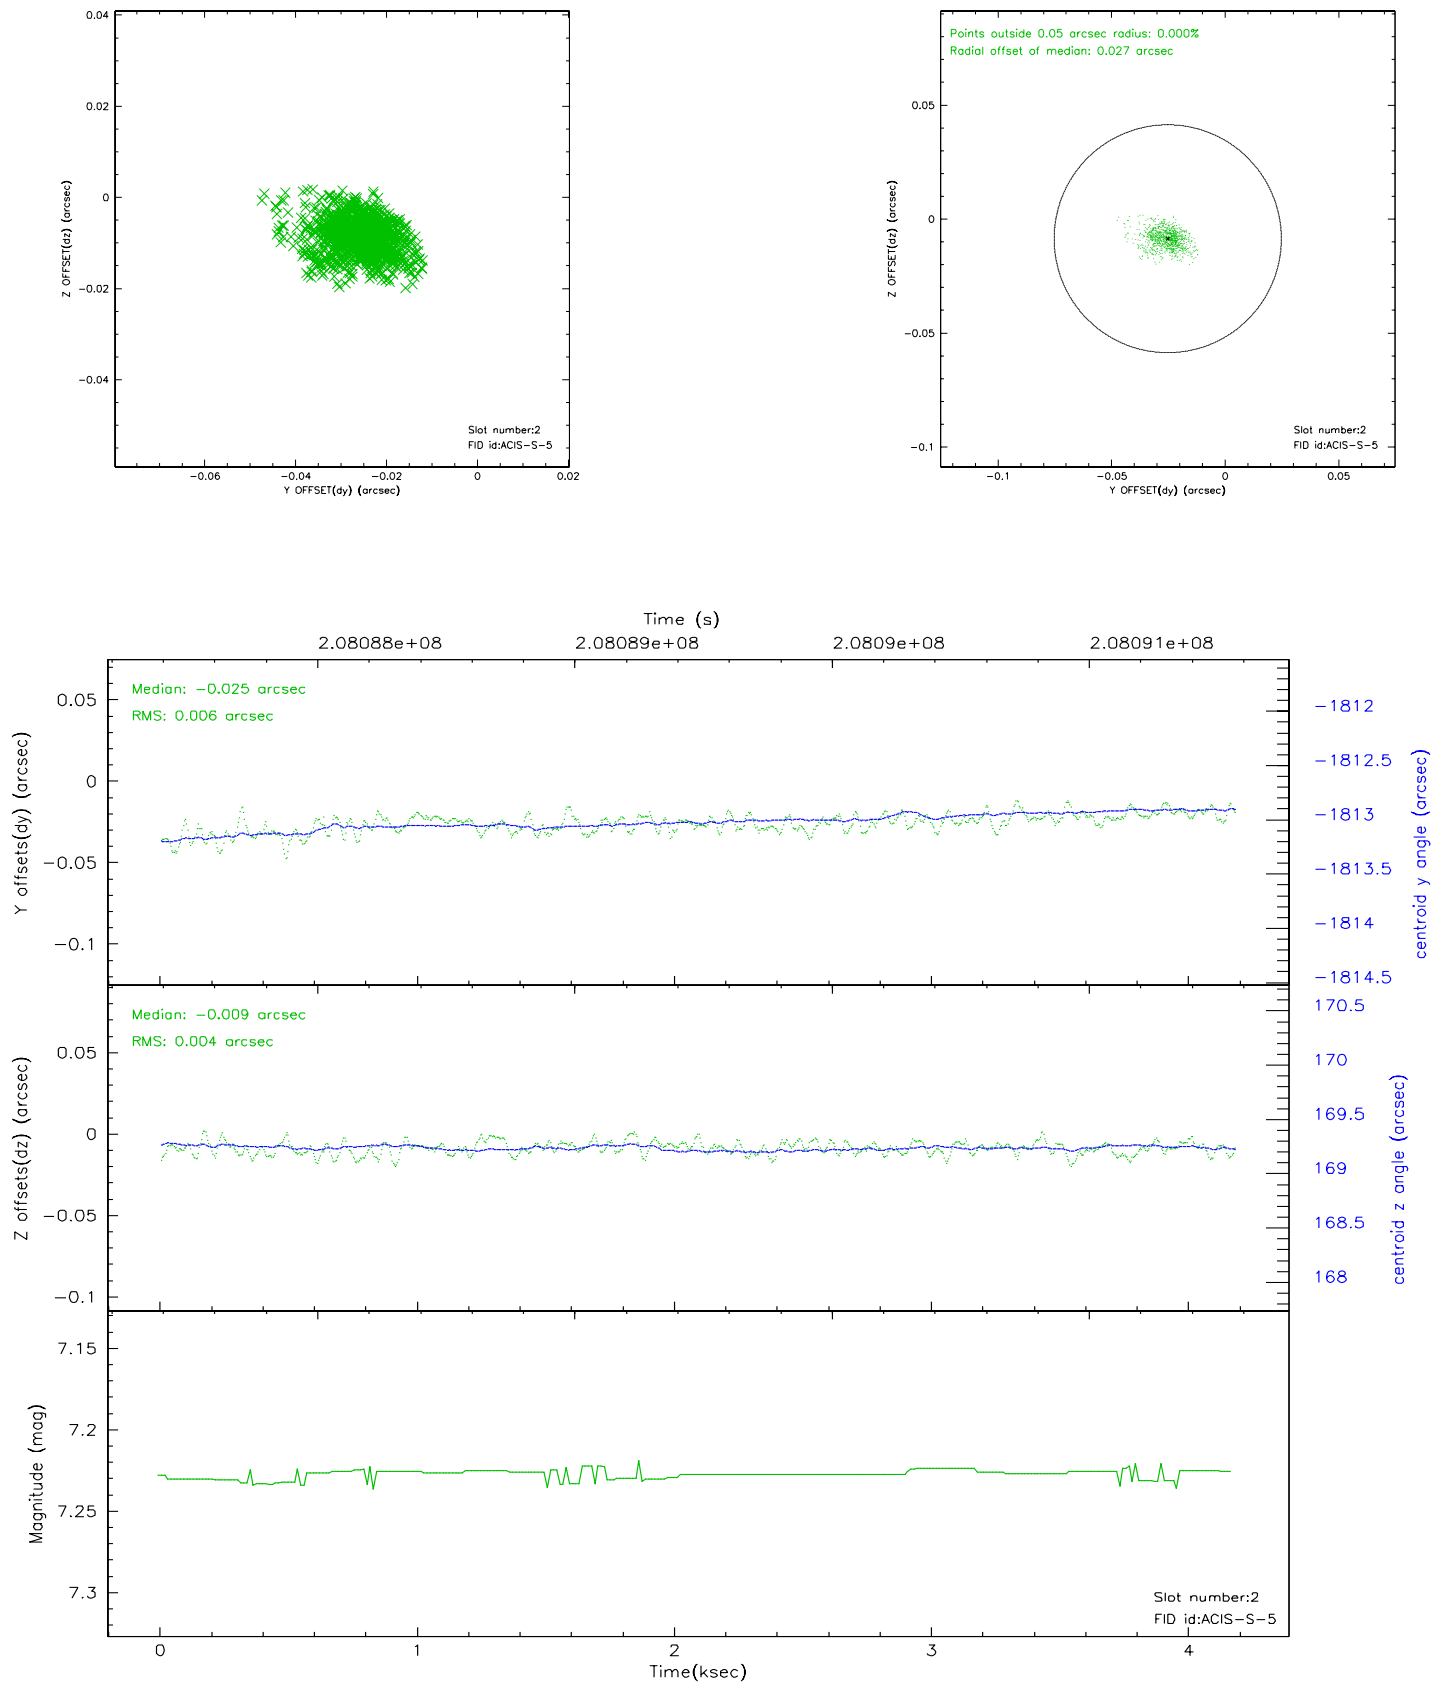 0.04
0.02
0
−0.02
−0.04
Z OFFSET(dz) (arcsec)
Slot number:2
FID id:ACIS−S−5
−0.06
−0.04
−0.02
0
0.02
Y OFFSET(dy) (arcsec)
Points outside 0.05 arcsec radius: 0.000%
Radial offset of median: 0.027 arcsec
0.05
0
−0.05
−0.1
Z OFFSET(dz) (arcsec)
Slot number:2
FID id:ACIS−S−5
−0.1
−0.05
0
0.05
Y OFFSET(dy) (arcsec)
Time (s)
2.08088e+08
2.08089e+08
2.0809e+08
2.08091e+08
Median: −0.025 arcsec
RMS: 0.006 arcsec
0.05
0
−0.05
−0.1
Y offsets(dy) (arcsec)
−1812
−1812.5
−1813
−1813.5
−1814
−1814.5
centroid y angle (arcsec)
Median: −0.009 arcsec
RMS: 0.004 arcsec
0.05
0
−0.05
−0.1
Z offsets(dz) (arcsec)
170.5
170
169.5
169
168.5
168
centroid z angle (arcsec)
7.15
7.2
7.25
7.3
Magnitude (mag)
Slot number:2
FID id:ACIS−S−5
0
1
2
3
4
Time(ksec)